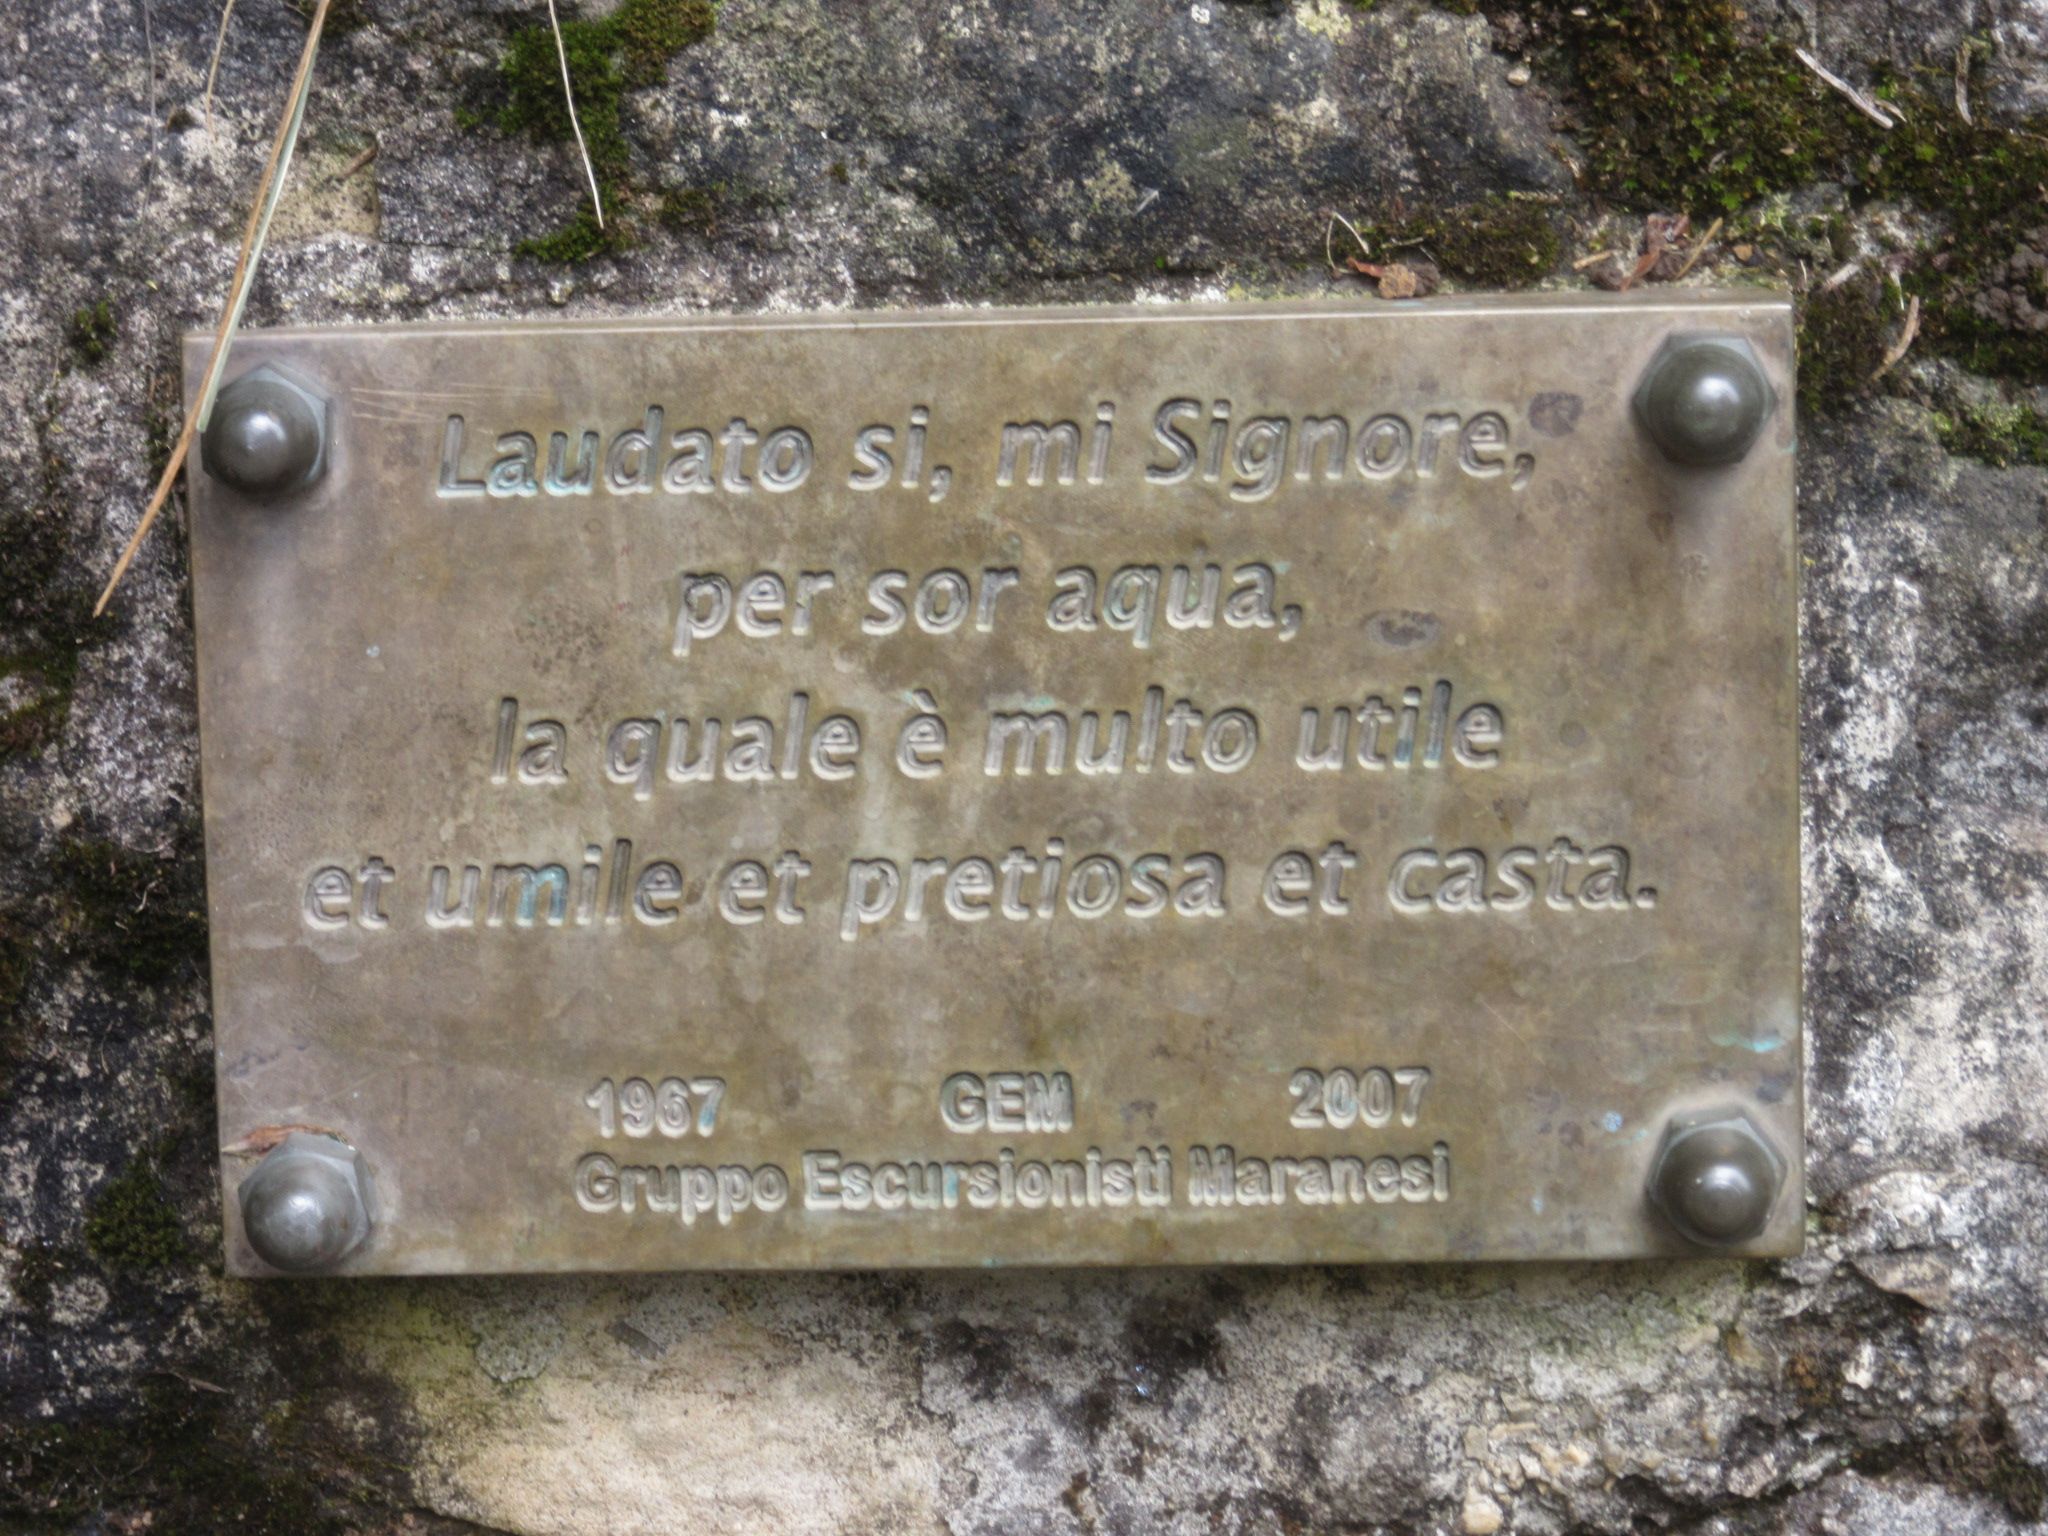 Laudato si, mi Signore,
per sor aqua,
la quale è multo utile
et umile et pretiosa et casta.
1967 GEM 2007
Gruppo Escursionisti Maranesi